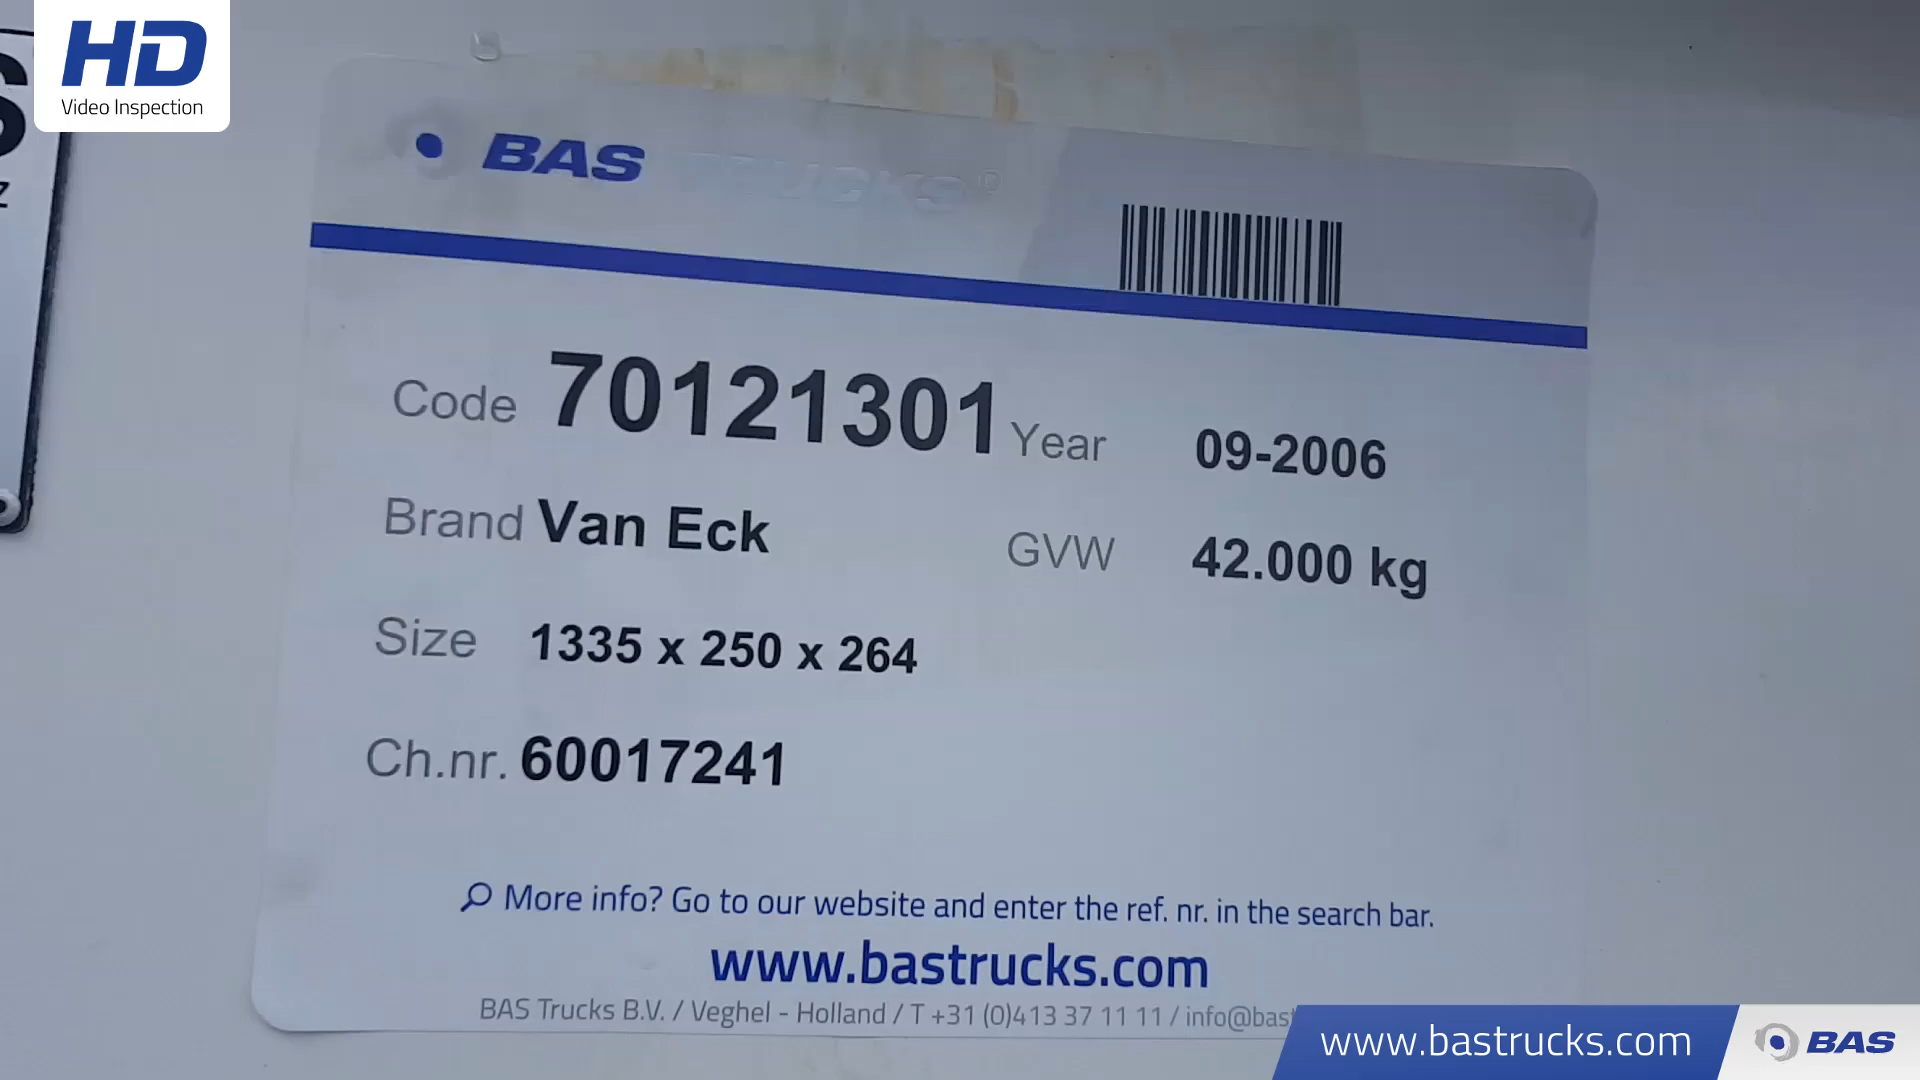 HD
Video Inspection
S
Z
BAS TRUCKS
Code 70121301 Year 09-2006
Brand Van Eck GVW 42.000 kg
Size 1335 x 250 x 264
Ch.nr. 60017241
More info? Go to our website and enter the ref. nr. in the search bar.
www.bastrucks.com
BAS Trucks B.V. / Veghel - Holland / T +31 (0)413 37 11 11 / info@bas
www.bastrucks.com BAS